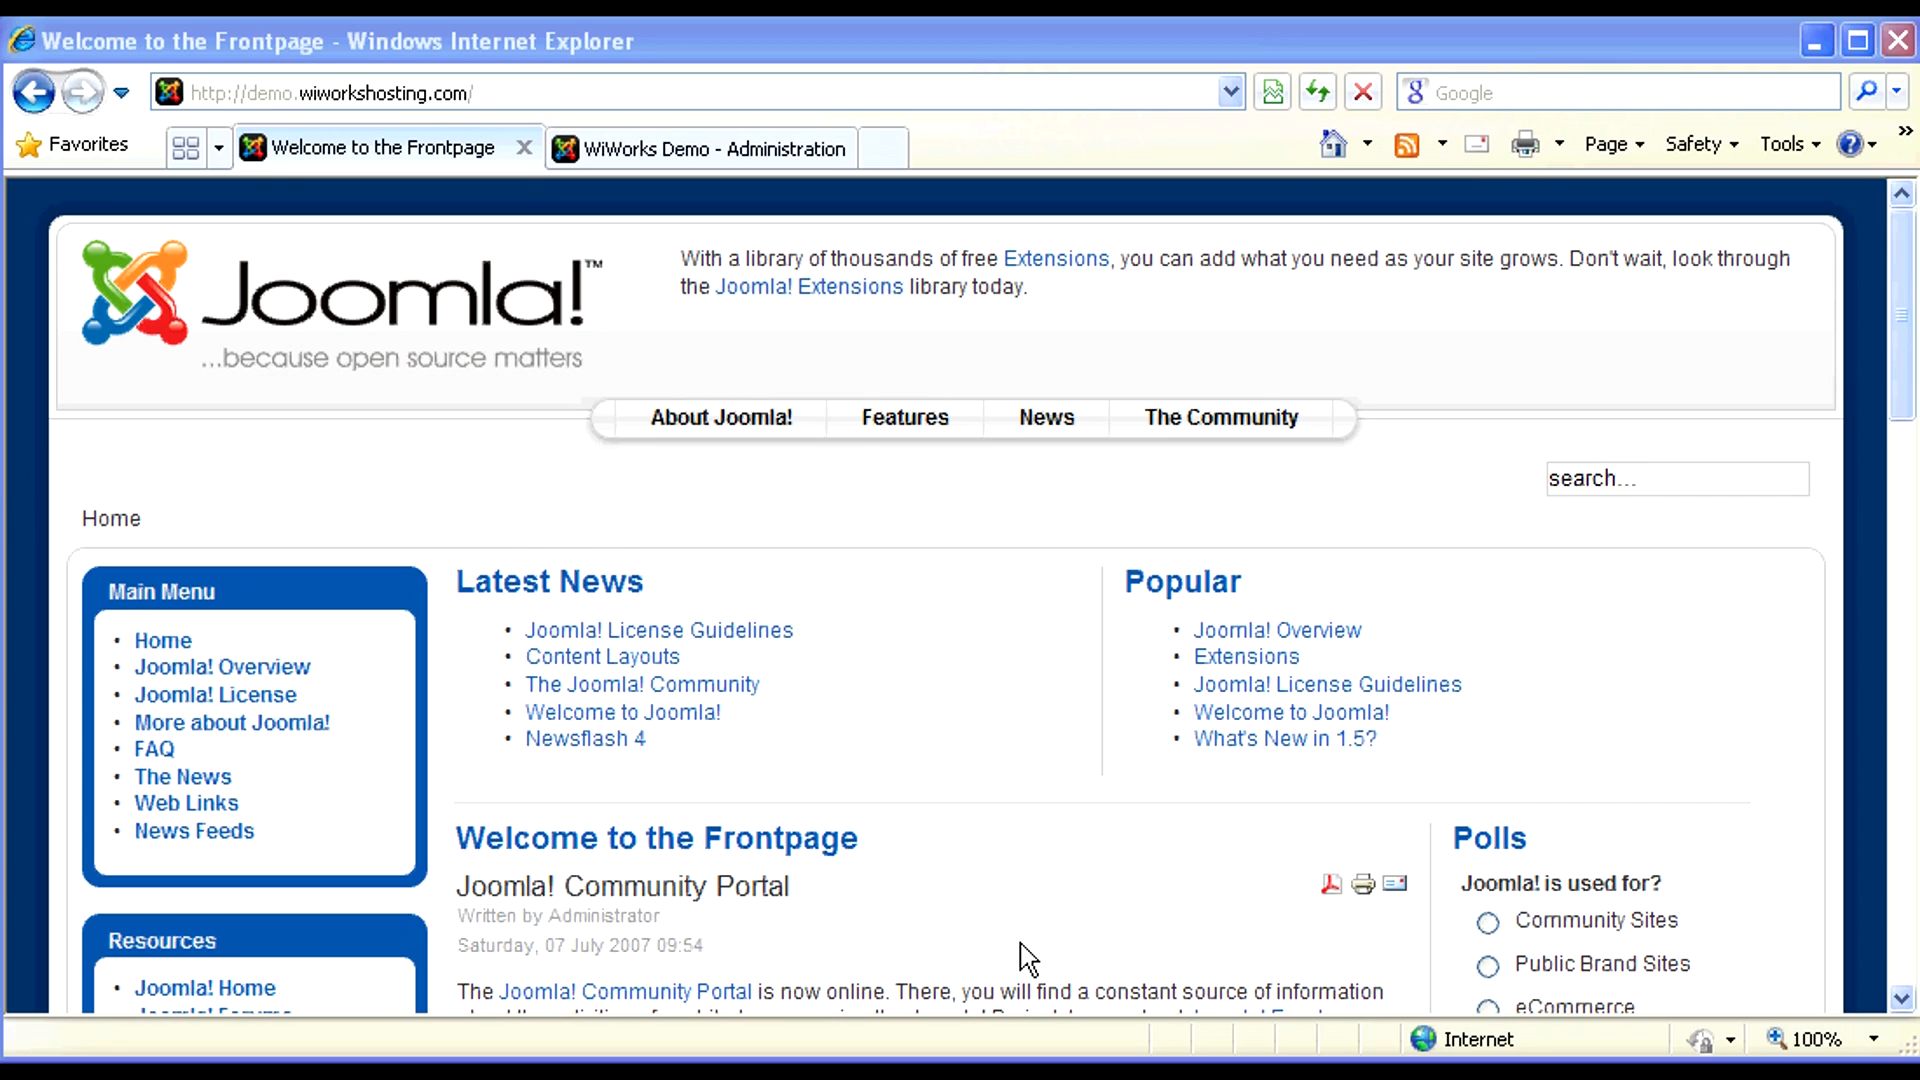 Welcome to the Frontpage - Windows Internet Explorer
http://demo.wiworkshosting.com/
Google
Favorites
Welcome to the Frontpage
WiWorks Demo - Administration
Page
Safety
Tools
Joomla!™
...because open source matters
With a library of thousands of free Extensions, you can add what you need as your site grows. Don't wait, look through
the Joomla! Extensions library today.
About Joomla!
Features
News
The Community
search...
Home
Main Menu
Home
Joomla! Overview
Joomla! License
More about Joomla!
FAQ
The News
Web Links
News Feeds
Resources
Joomla! Home
Joomla! Forums
Latest News
Joomla! License Guidelines
Content Layouts
The Joomla! Community
Welcome to Joomla!
Newsflash 4
Popular
Joomla! Overview
Extensions
Joomla! License Guidelines
Welcome to Joomla!
What's New in 1.5?
Welcome to the Frontpage
Joomla! Community Portal
Written by Administrator
Saturday, 07 July 2007 09:54
The Joomla! Community Portal is now online. There, you will find a constant source of information
Polls
Joomla! is used for?
Community Sites
Public Brand Sites
eCommerce
Internet
100%